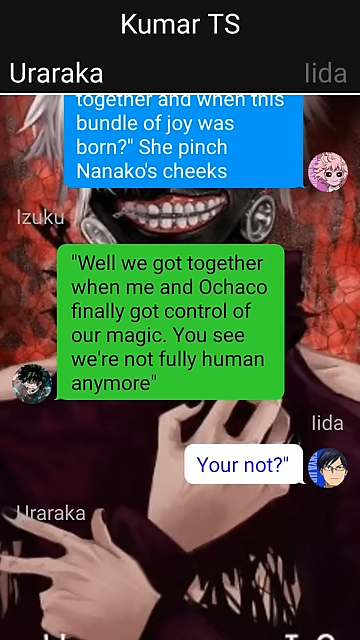 Kumar TS
Uraraka
Iida
together and when this
bundle of joy was
born?" She pinch
Nanako's cheeks
Izuku
"Well we got together
when me and Ochaco
finally got control of
our magic. You see
we're not fully human
anymore"
Iida
Your not?"
Uraraka